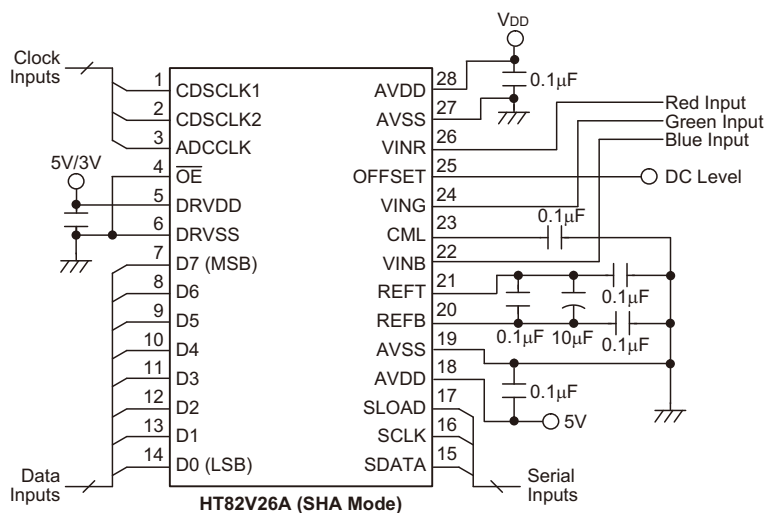 VDD
Clock
Inputs
0.1μF
1 CDSCLK1
2 CDSCLK2
3 ADCCLK
5V/3V
4 OE
5 DRVDD
6 DRVSS
7 D7 (MSB)
8 D6
9 D5
10 D4
11 D3
12 D2
13 D1
14 D0 (LSB)
Data
Inputs
AVDD 28
AVSS 27
VINR 26
OFFSET 25
VING 24
CML 23
VINB 22
REFT 21
REFB 20
AVSS 19
AVDD 18
SLOAD 17
SCLK 16
SDATA 15
Red Input
Green Input
Blue Input
DC Level
0.1μF
0.1μF
0.1μF 10μF 0.1μF
0.1μF
5V
Serial
Inputs
HT82V26A (SHA Mode)